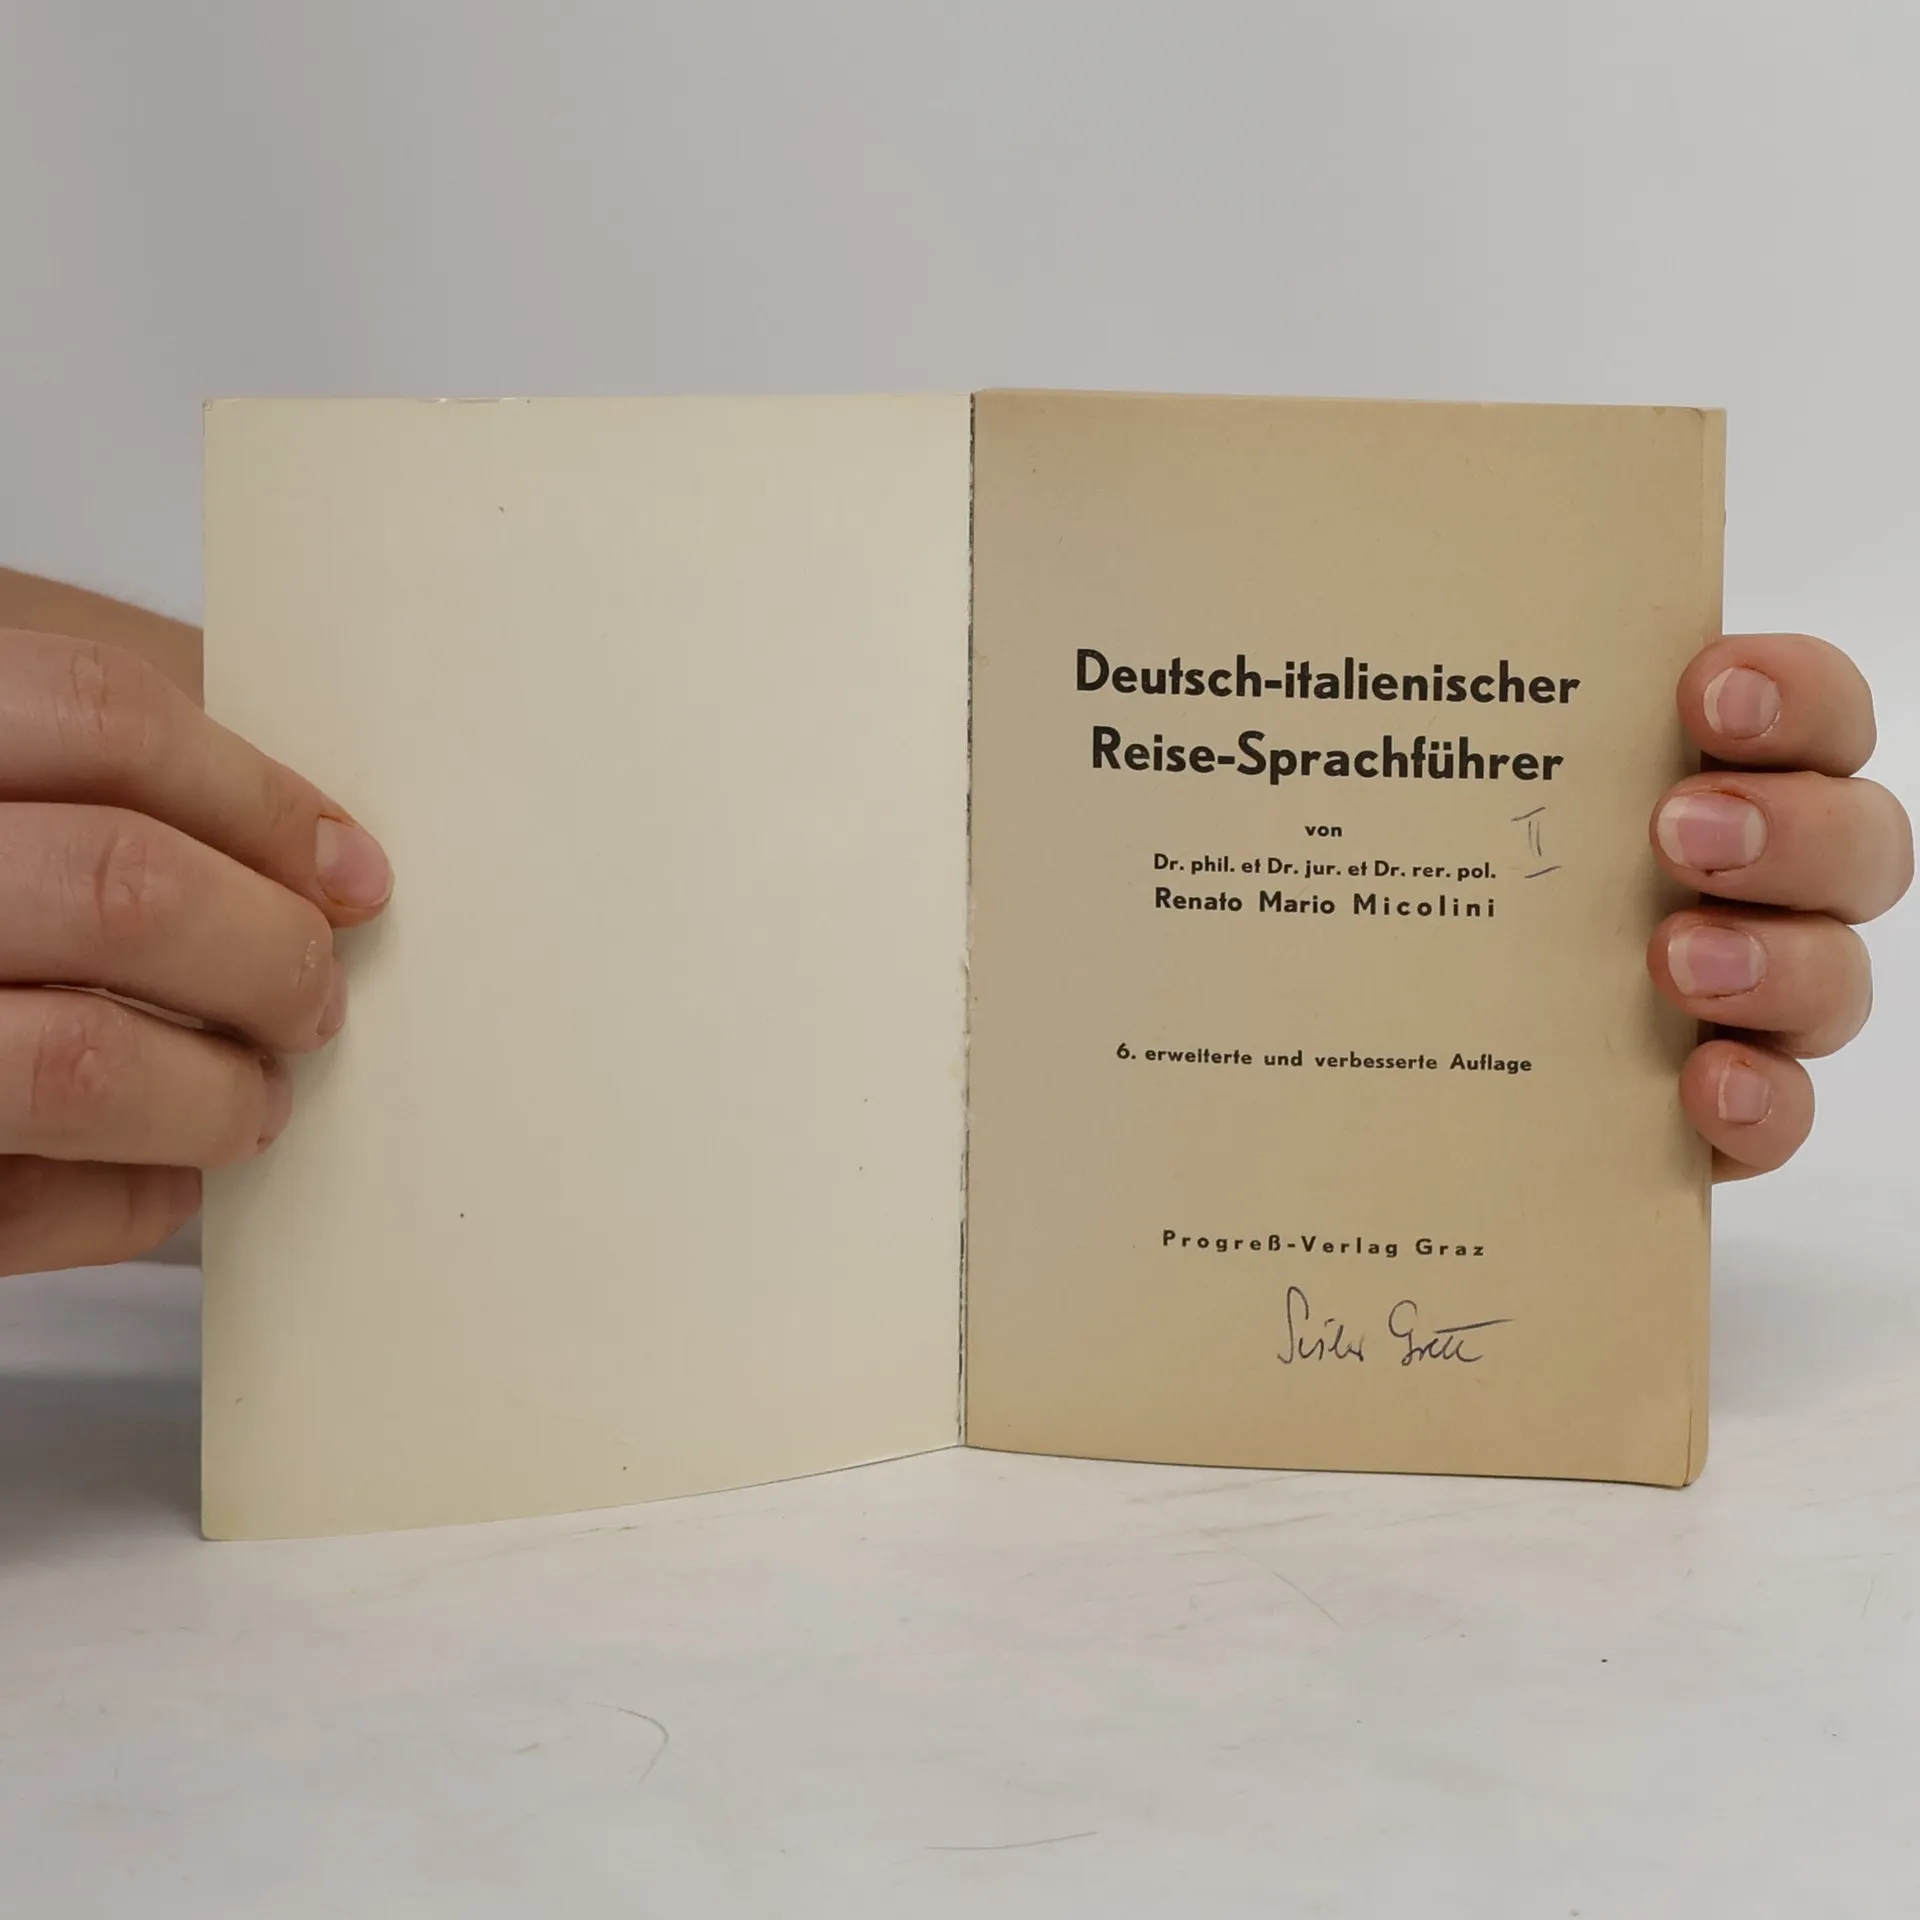 Deutsch-italienischer
Reise-Sprachführer
von
II
Dr. phil. et Dr. jur. et Dr. rer. pol.
Renato Mario Micolini
6. erweiterte und verbesserte Auflage
Progreß-Verlag Graz